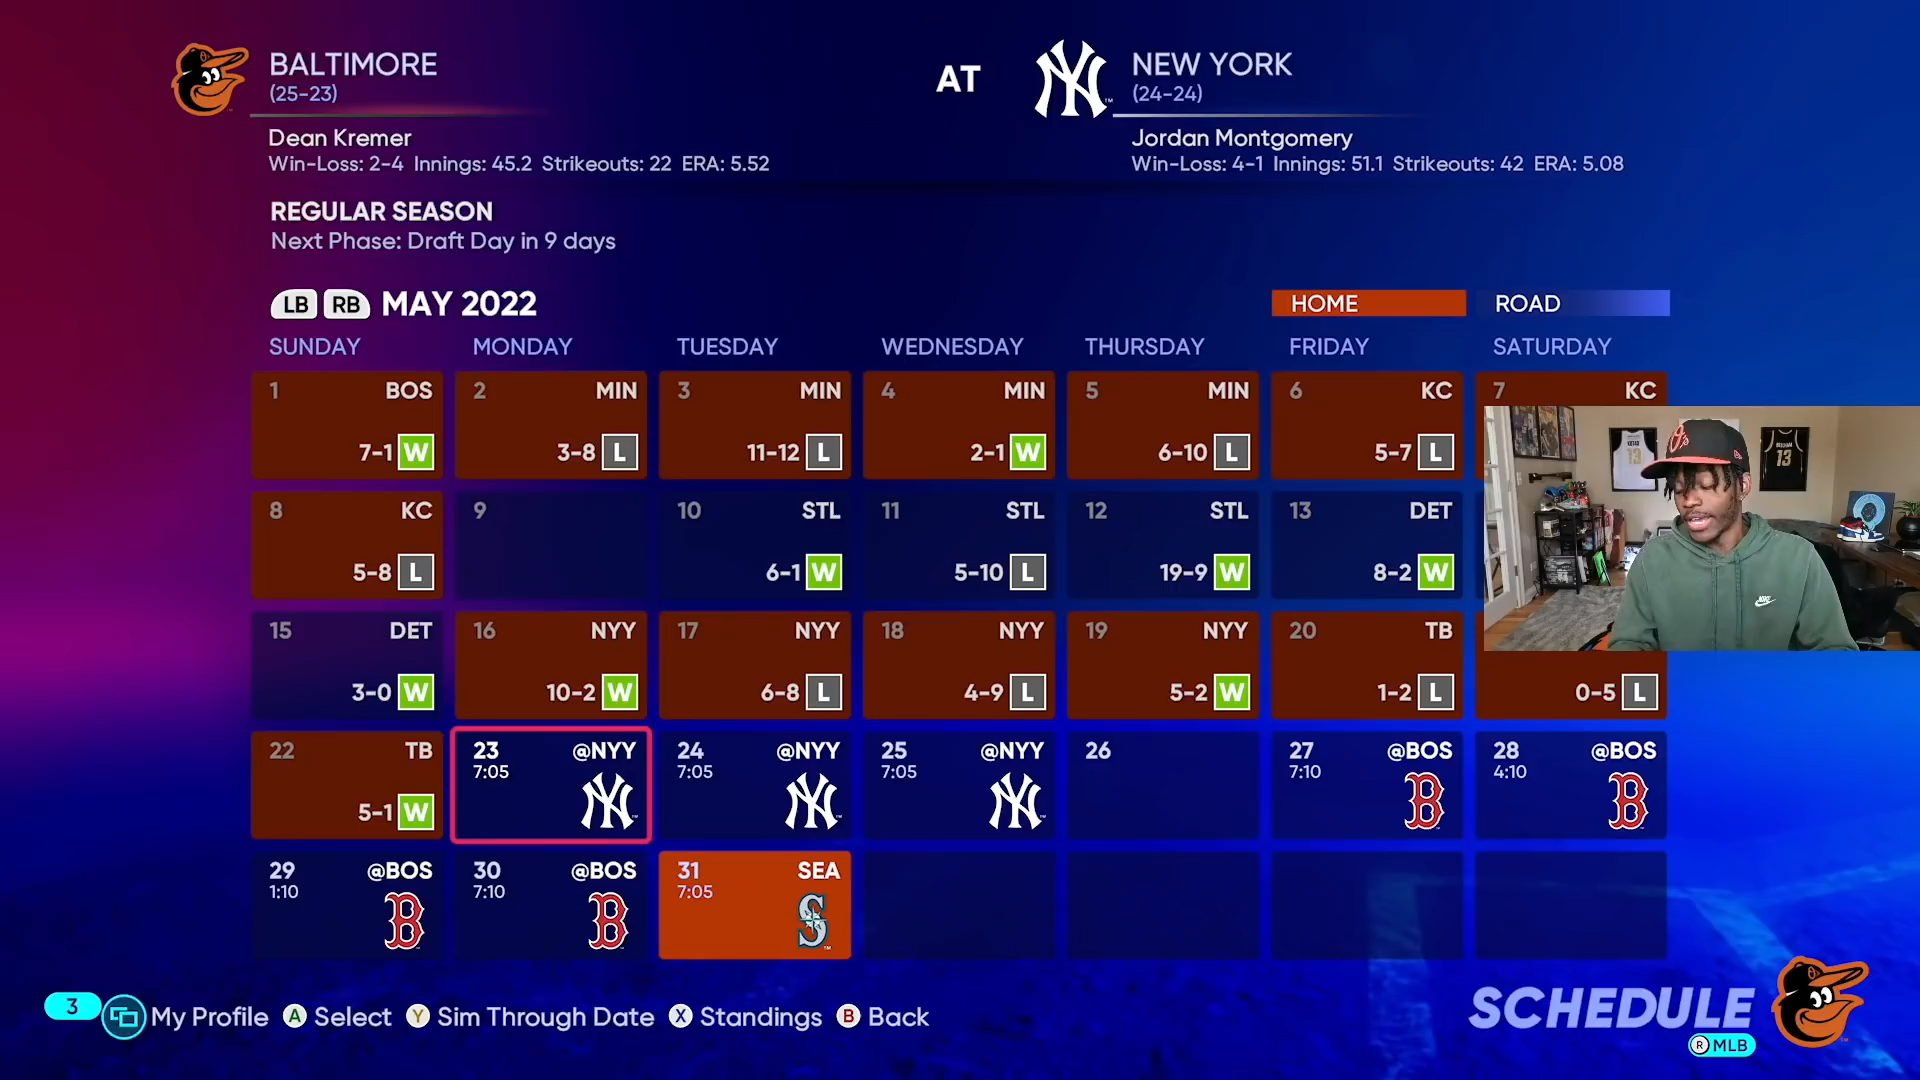 BALTIMORE
(25-23)
AT
NEW YORK
(24-24)
Dean Kremer
Win-Loss: 2-4 Innings: 45.2 Strikeouts: 22 ERA: 5.52
Jordan Montgomery
Win-Loss: 4-1 Innings: 51.1 Strikeouts: 42 ERA: 5.08
REGULAR SEASON
Next Phase: Draft Day in 9 days
LB RB MAY 2022
HOME ROAD
SUNDAY MONDAY TUESDAY WEDNESDAY THURSDAY FRIDAY SATURDAY
1 BOS 2 MIN 3 MIN 4 MIN 5 MIN 6 KC 7 KC
7-1 W 3-8 L 11-12 L 2-1 W 6-10 L 5-7 L
8 KC 9 10 STL 11 STL 12 STL 13 DET
5-8 L 6-1 W 5-10 L 19-9 W 8-2 W
15 DET 16 NYY 17 NYY 18 NYY 19 NYY 20 TB
3-0 W 10-2 W 6-8 L 4-9 L 5-2 W 1-2 L 0-5 L
22 TB 23 @NYY 24 @NYY 25 @NYY 26 27 @BOS 28 @BOS
7:05 7:05 7:05 7:10 4:10
5-1 W NY NY NY B B
29 @BOS 30 @BOS 31 SEA
1:10 7:10 7:05
B B S
13
13
3 My Profile A Select Y Sim Through Date X Standings B Back
SCHEDULE
R MLB